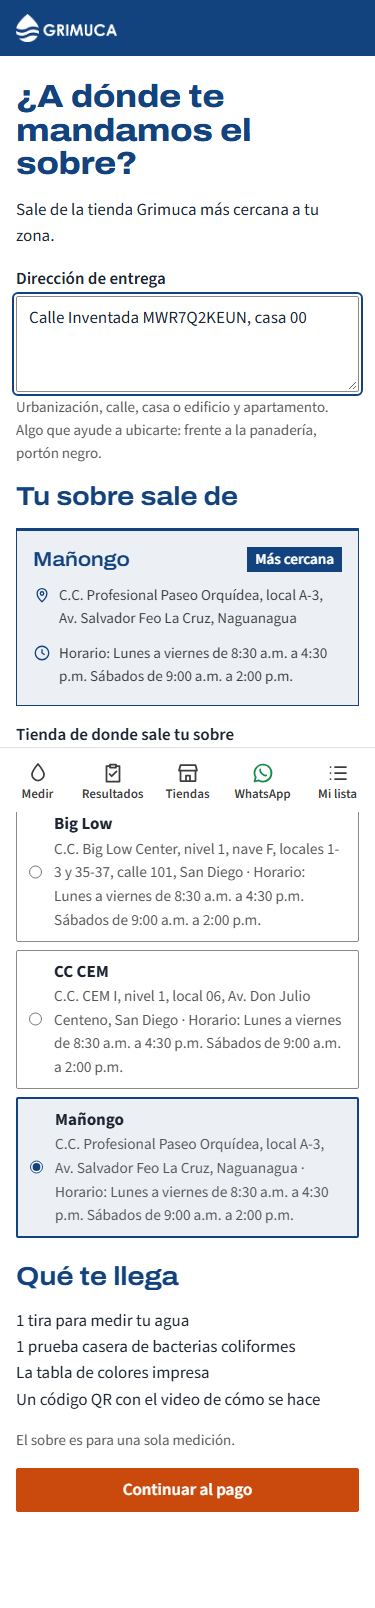 GRIMUCA
¿A dónde te
mandamos el
sobre?
Sale de la tienda Grimuca más cercana a tu
zona.
Dirección de entrega
Calle Inventada MWR7Q2KEUN, casa 00
Urbanización, calle, casa o edificio y apartamento.
Algo que ayude a ubicarte: frente a la panadería,
portón negro.
Tu sobre sale de
Mañongo
Más cercana
C.C. Profesional Paseo Orquídea, local A-3,
Av. Salvador Feo La Cruz, Naguanagua
Horario: Lunes a viernes de 8:30 a.m. a 4:30
p.m. Sábados de 9:00 a.m. a 2:00 p.m.
Tienda de donde sale tu sobre
Medir
Resultados
Tiendas
WhatsApp
Mi lista
Big Low
C.C. Big Low Center, nivel 1, nave F, locales 1-
3 y 35-37, calle 101, San Diego · Horario:
Lunes a viernes de 8:30 a.m. a 4:30 p.m.
Sábados de 9:00 a.m. a 2:00 p.m.
CC CEM
C.C. CEM I, nivel 1, local 06, Av. Don Julio
Centeno, San Diego · Horario: Lunes a viernes
de 8:30 a.m. a 4:30 p.m. Sábados de 9:00 a.m.
a 2:00 p.m.
Mañongo
C.C. Profesional Paseo Orquídea, local A-3,
Av. Salvador Feo La Cruz, Naguanagua ·
Horario: Lunes a viernes de 8:30 a.m. a 4:30
p.m. Sábados de 9:00 a.m. a 2:00 p.m.
Qué te llega
1 tira para medir tu agua
1 prueba casera de bacterias coliformes
La tabla de colores impresa
Un código QR con el video de cómo se hace
El sobre es para una sola medición.
Continuar al pago